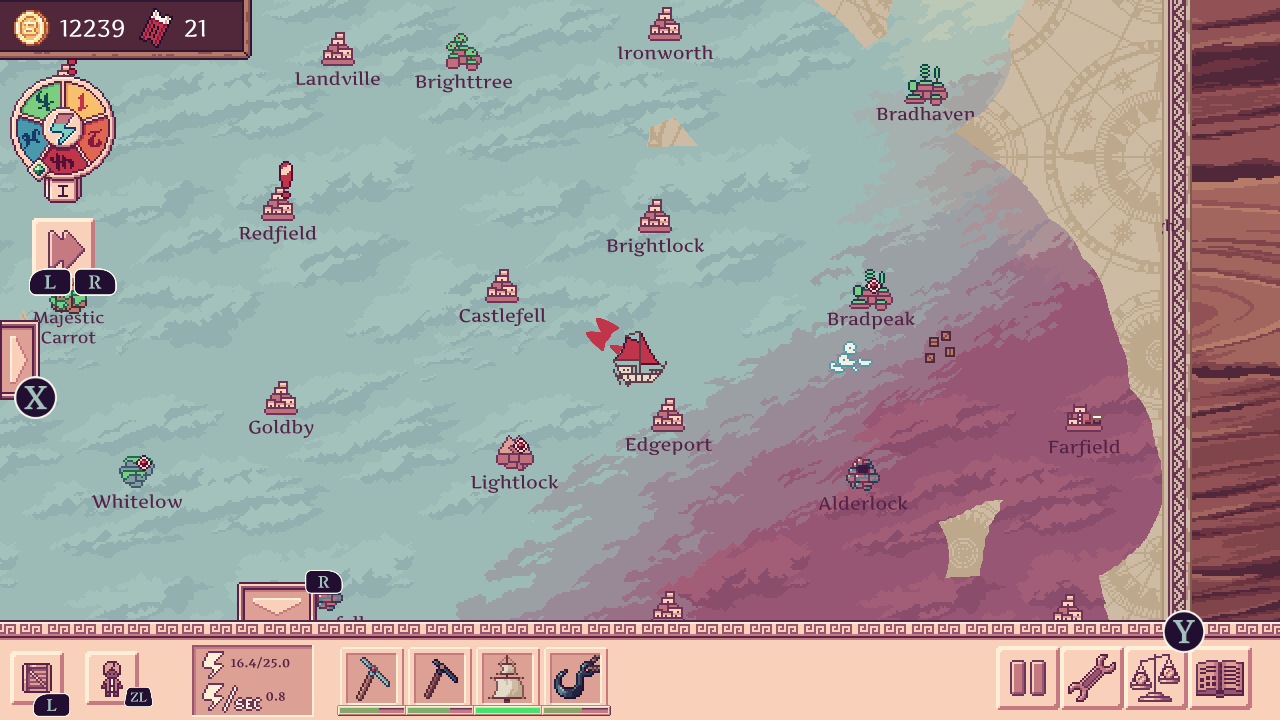 12239 21
Landville
Brighttree
Ironworth
Bradhaven
1
I
Redfield
Brightlock
L R
Majestic
Carrot
Castlefell
Bradpeak
X
Goldby
Edgeport
Farfield
Lightlock
Whitelow
Alderlock
R
Y
L
ZL
16.4/25.0
/SEC 0.8